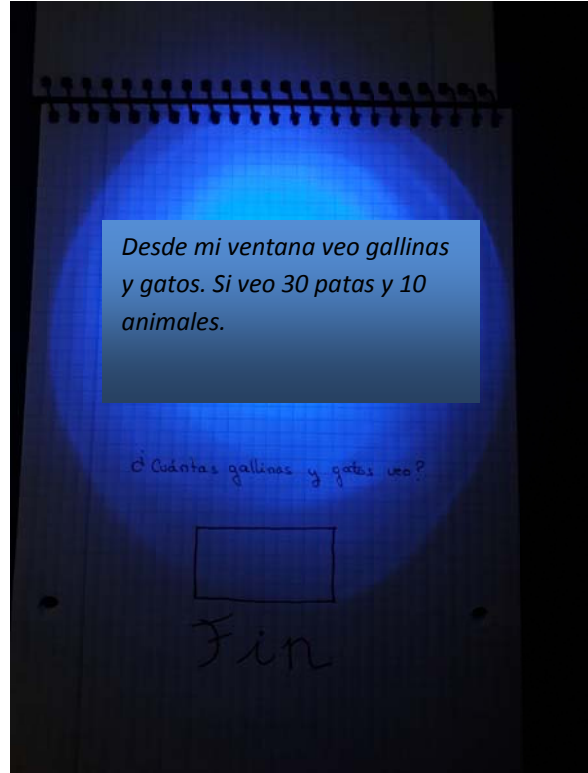 Desde mi ventana veo gallinas
y gatos. Si veo 30 patas y 10
animales.
¿Cuántas gallinas y gatos veo?
Fin